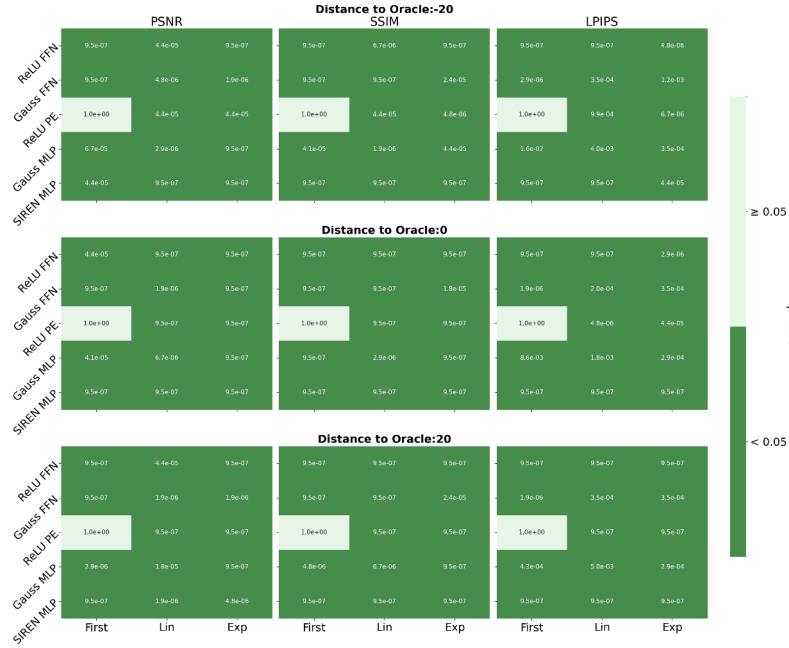 Distance to Oracle:-20
PSNR SSIM LPIPS
ReLU FFN 9.5e-07 4.4e-05 9.5e-07 9.5e-07 6.7e-06 9.5e-07 9.5e-07 9.5e-07 4.8e-06
Gauss FFN 9.5e-07 4.8e-06 1.9e-06 9.5e-07 9.5e-07 2.4e-05 2.9e-06 3.5e-04 1.2e-03
ReLU PE 1.0e+00 4.4e-05 4.4e-05 1.0e+00 4.4e-05 4.8e-06 1.0e+00 9.9e-04 6.7e-06
Gauss MLP 6.7e-05 2.9e-06 9.5e-07 4.1e-05 1.9e-06 4.4e-05 1.6e-02 4.0e-03 3.5e-04
SIREN MLP 4.4e-05 9.5e-07 9.5e-07 9.5e-07 9.5e-07 9.5e-07 9.5e-07 9.5e-07 4.4e-05
≥ 0.05
Distance to Oracle:0
ReLU FFN 4.4e-05 9.5e-07 9.5e-07 9.5e-07 9.5e-07 9.5e-07 9.5e-07 9.5e-07 2.9e-06
Gauss FFN 9.5e-07 1.9e-06 9.5e-07 9.5e-07 9.5e-07 1.8e-05 1.9e-06 2.0e-04 3.5e-04
ReLU PE 1.0e+00 9.5e-07 9.5e-07 1.0e+00 9.5e-07 9.5e-07 1.0e+00 4.8e-06 4.4e-05
Gauss MLP 4.1e-05 6.7e-06 9.5e-07 9.5e-07 2.9e-06 9.5e-07 8.6e-03 1.8e-03 2.9e-04
SIREN MLP 9.5e-07 9.5e-07 9.5e-07 9.5e-07 9.5e-07 9.5e-07 9.5e-07 9.5e-07 9.5e-07
Distance to Oracle:20
< 0.05
ReLU FFN 9.5e-07 4.4e-05 9.5e-07 9.5e-07 9.5e-07 9.5e-07 9.5e-07 9.5e-07 9.5e-07
Gauss FFN 9.5e-07 1.9e-06 1.9e-06 9.5e-07 9.5e-07 2.4e-05 1.9e-06 3.5e-04 3.5e-04
ReLU PE 1.0e+00 9.5e-07 9.5e-07 1.0e+00 9.5e-07 9.5e-07 1.0e+00 9.5e-07 9.5e-07
Gauss MLP 2.9e-06 1.8e-05 9.5e-07 4.8e-06 6.7e-06 9.5e-07 4.3e-04 5.0e-03 2.9e-04
SIREN MLP 9.5e-07 1.9e-06 4.8e-06 9.5e-07 9.5e-07 9.5e-07 9.5e-07 9.5e-07 9.5e-07
First Lin Exp First Lin Exp First Lin Exp